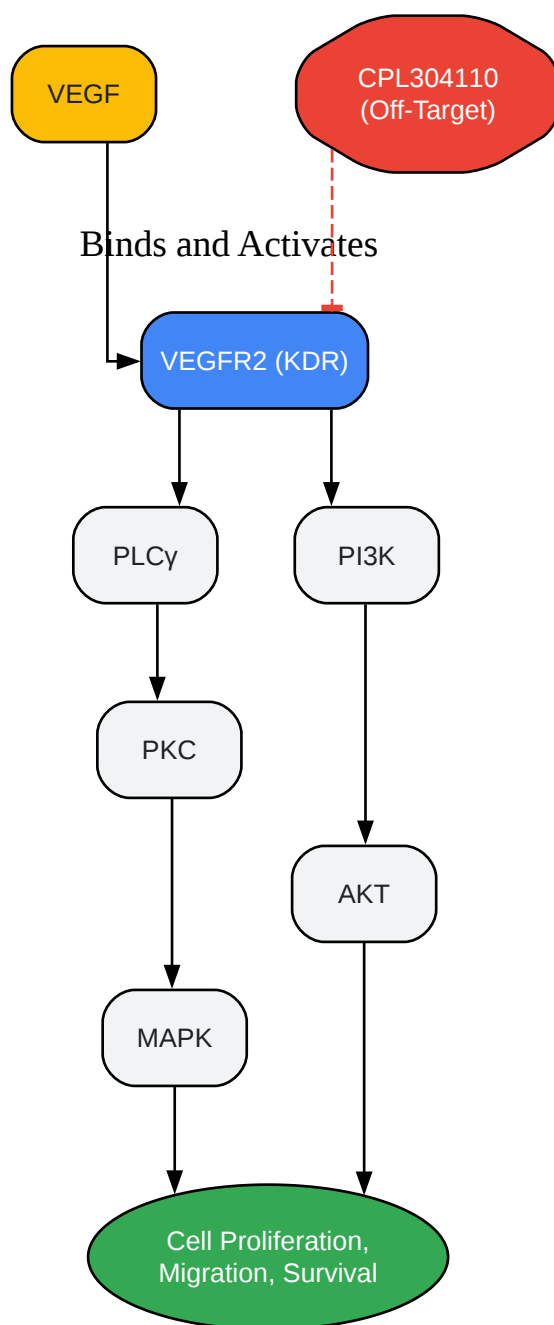 VEGF
CPL304110
(Off-Target)
Binds and Activates
VEGFR2 (KDR)
PLCγ
PI3K
PKC
AKT
MAPK
Cell Proliferation,
Migration, Survival